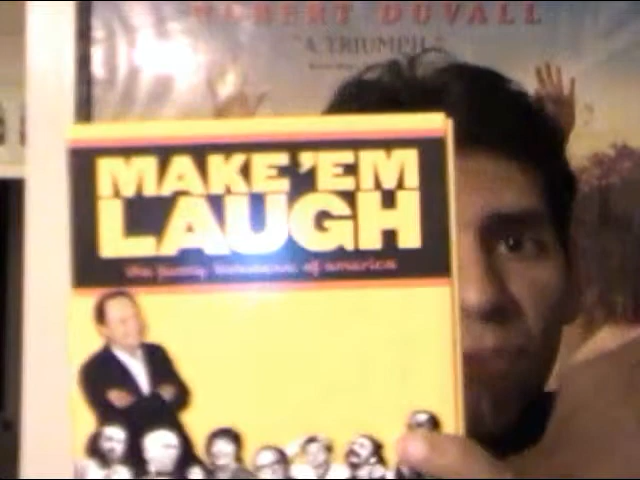 ROBERT DUVALL
"A TRIUMPH."
MAKE 'EM
LAUGH
the funny business of america